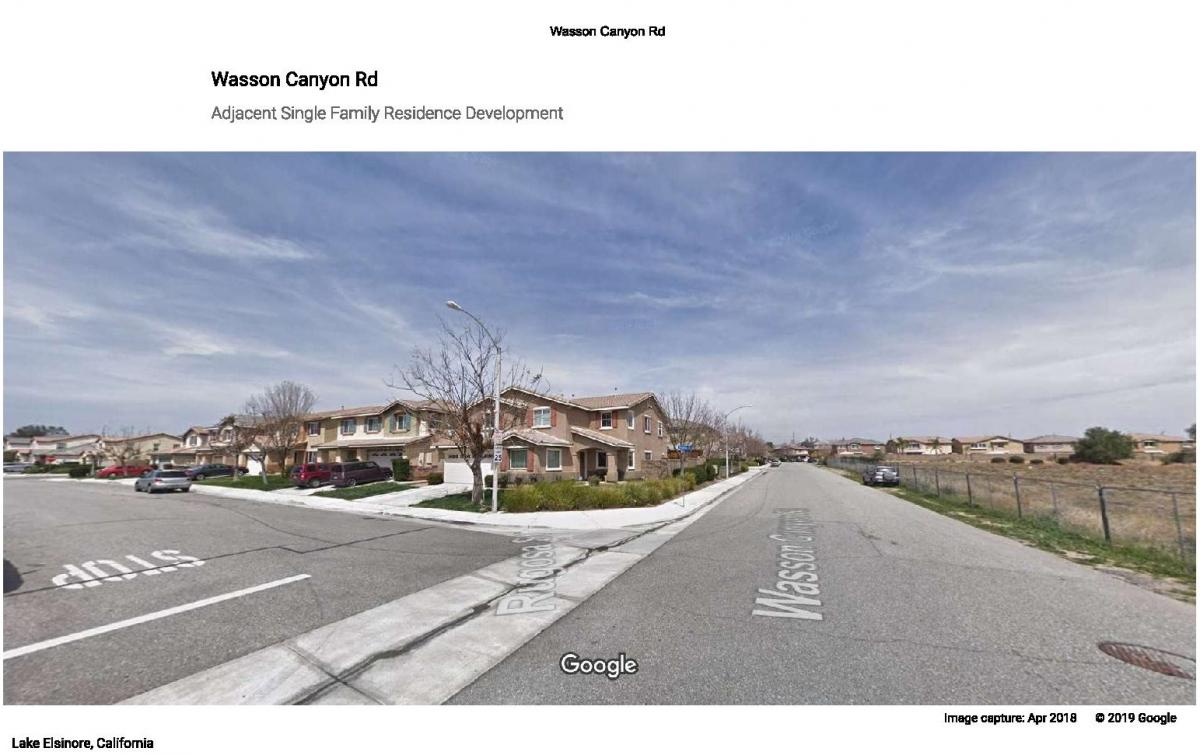 Wasson Canyon Rd
Wasson Canyon Rd
Adjacent Single Family Residence Development
25
STOP
Rugosa
Wasson Canyon Rd
Google
Image capture: Apr 2018 © 2019 Google
Lake Elsinore, California